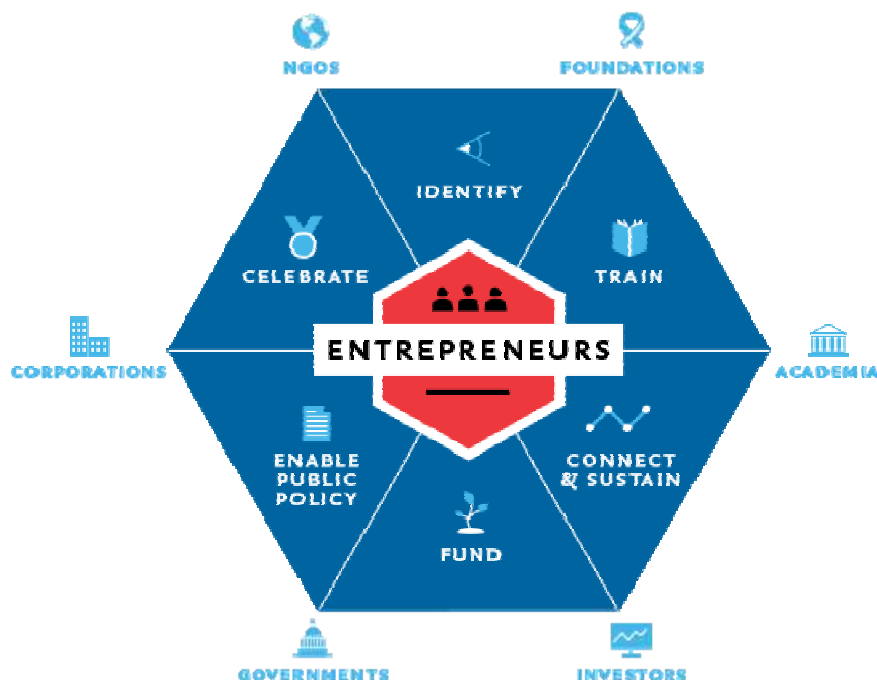 NGOS
FOUNDATIONS
IDENTIFY
CELEBRATE
TRAIN
ENTREPRENEURS
CORPORATIONS
ACADEMIA
ENABLE
PUBLIC
POLICY
CONNECT
& SUSTAIN
FUND
GOVERNMENTS
INVESTORS